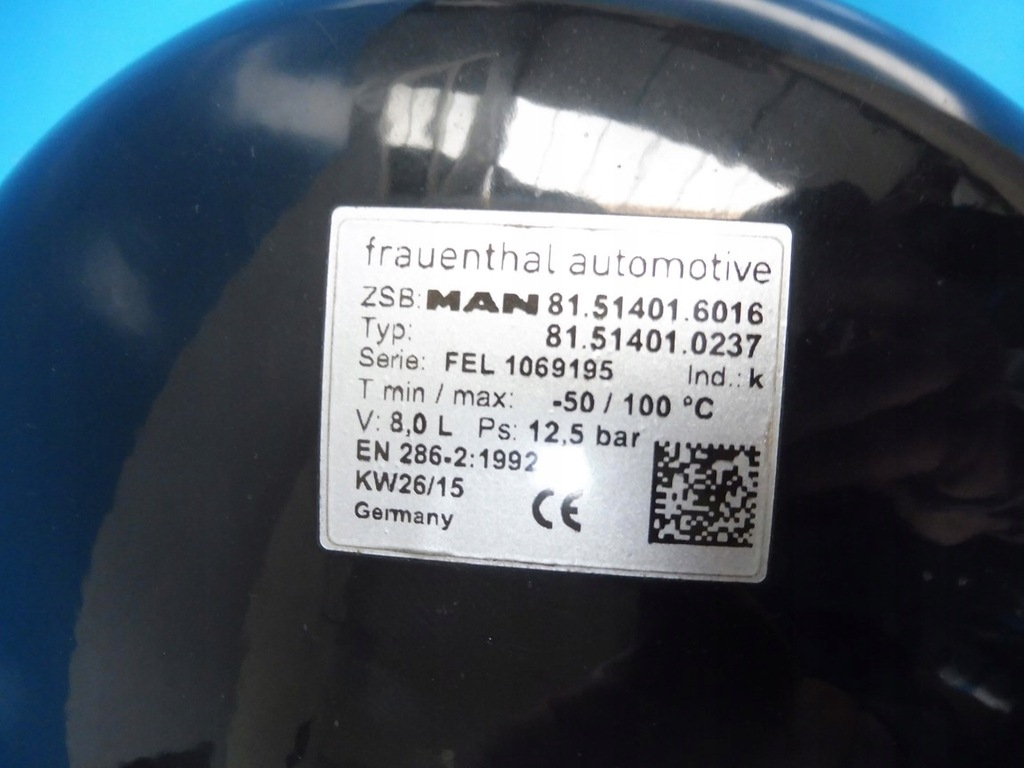 frauenthal automotive
ZSB: MAN 81.51401.6016
Typ: 81.51401.0237
Serie: FEL 1069195 Ind.: k
T min / max: -50 / 100 °C
V: 8,0 L Ps: 12,5 bar
EN 286-2:1992
KW26/15
Germany CE